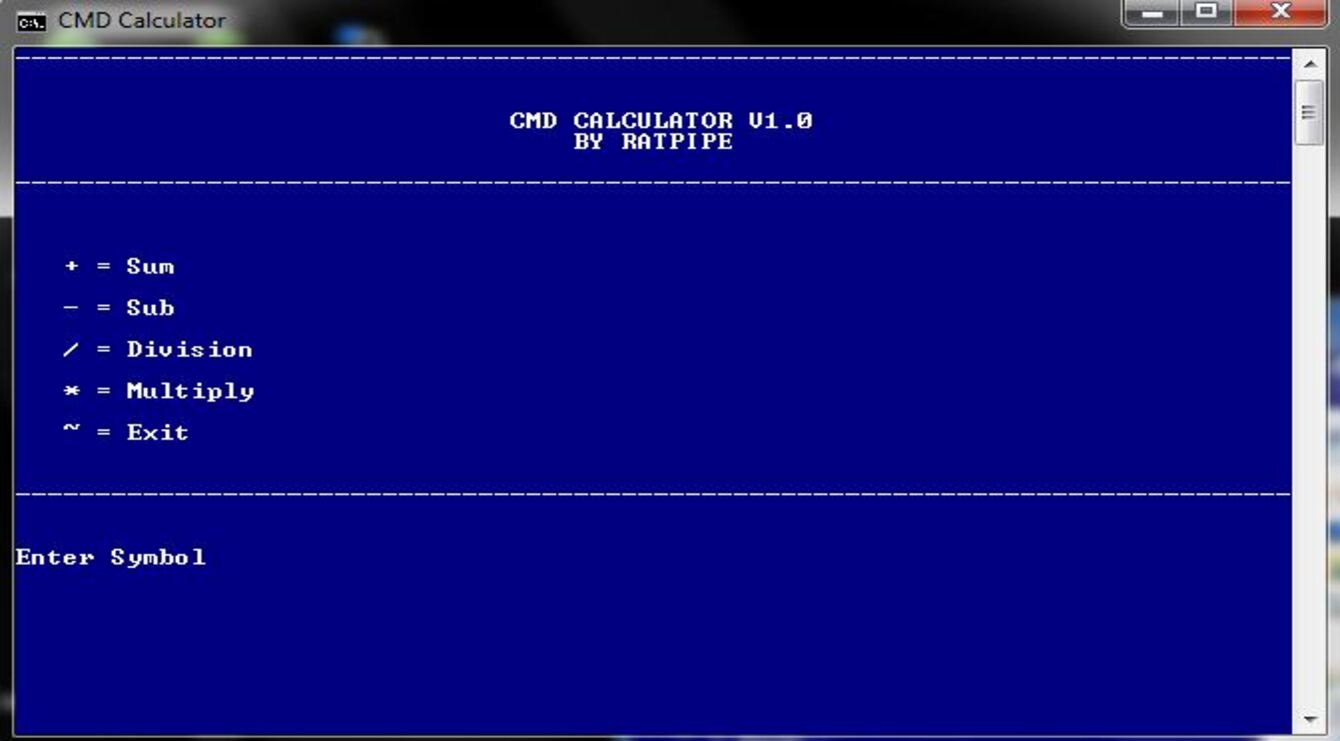 CMD Calculator
CMD CALCULATOR V1.0
BY RATPIPE
+ = Sum
- = Sub
/ = Division
* = Multiply
~ = Exit
Enter Symbol